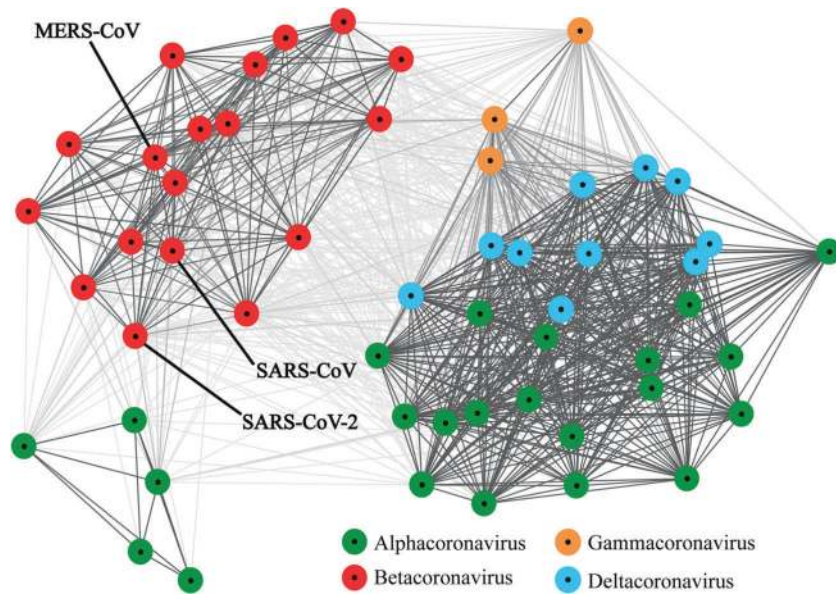 MERS-CoV
SARS-CoV
SARS-CoV-2
Alphacoronavirus
Gammacoronavirus
Betacoronavirus
Deltacoronavirus